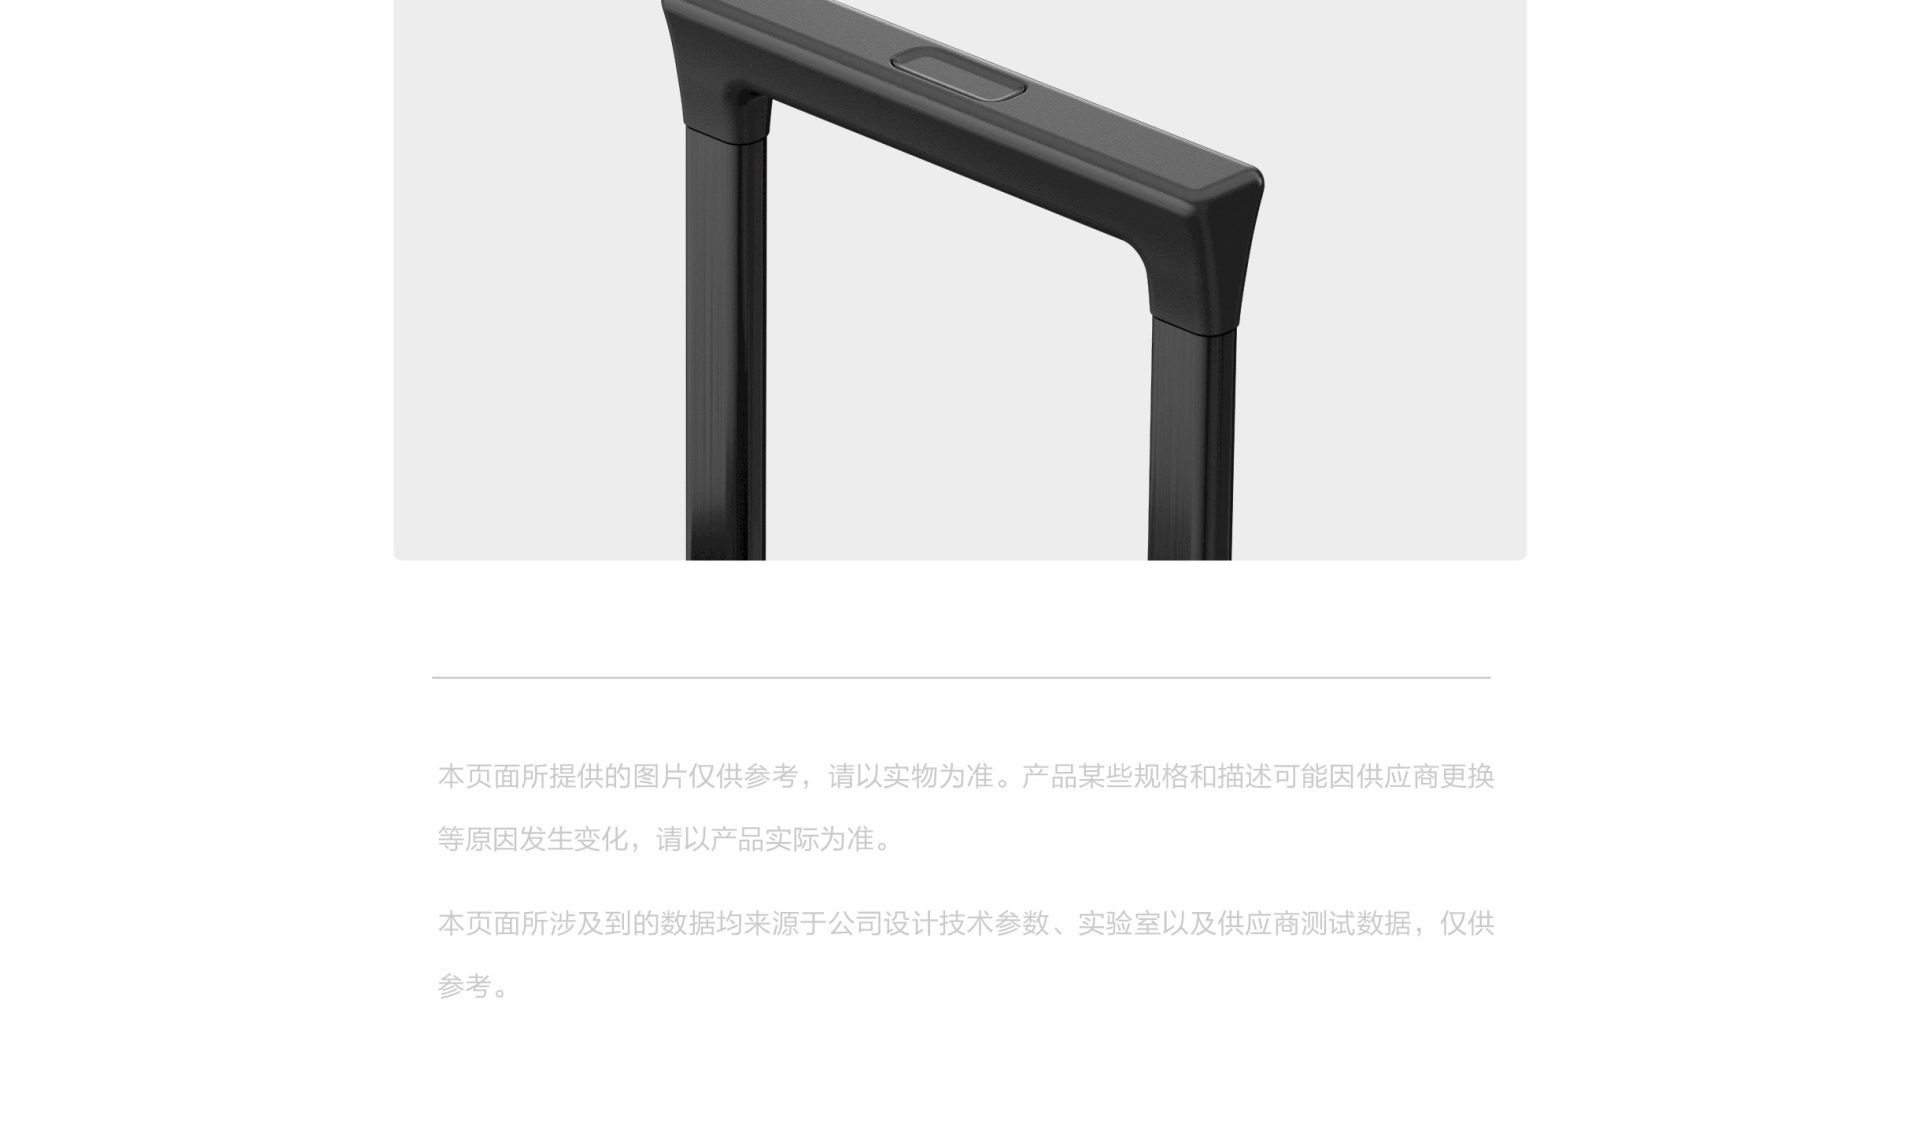 本页面所提供的图片仅供参考，请以实物为准。产品某些规格和描述可能因供应商更换
等原因发生变化，请以产品实际为准。
本页面所涉及到的数据均来源于公司设计技术参数、实验室以及供应商测试数据，仅供
参考。